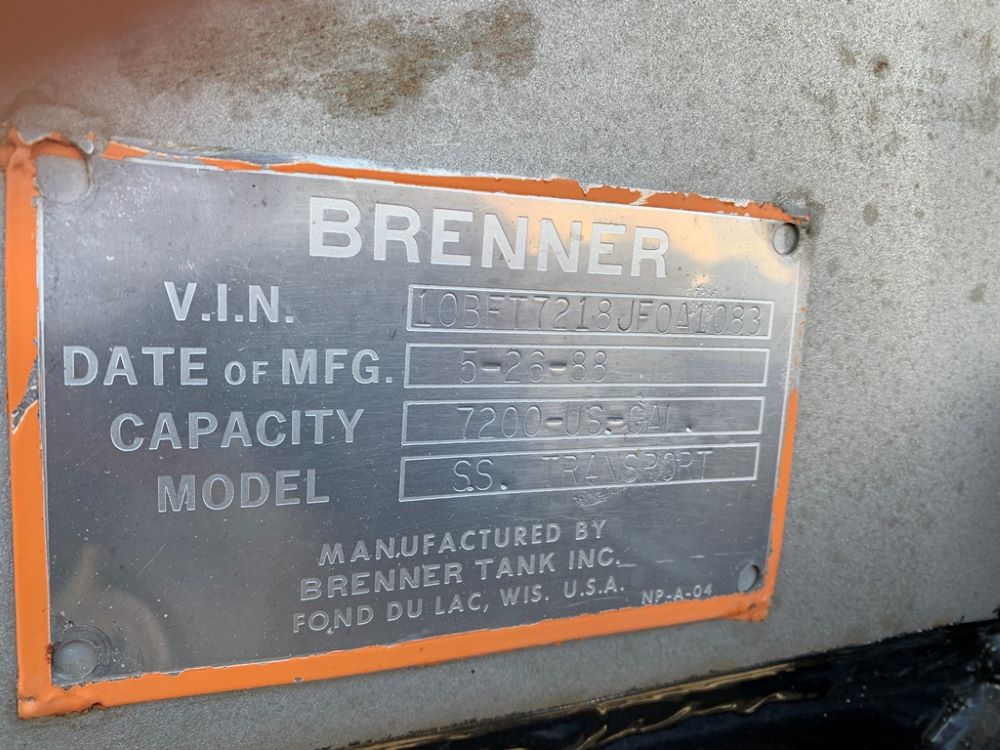 BRENNER
V.I.N. 10BFT7218JF0A1083
DATE OF MFG. 5-26-88
CAPACITY 7200-US-GAL.
MODEL SS. TRANSPORT
MANUFACTURED BY
BRENNER TANK INC.
FOND DU LAC, WIS. U.S.A.
NP-A-04